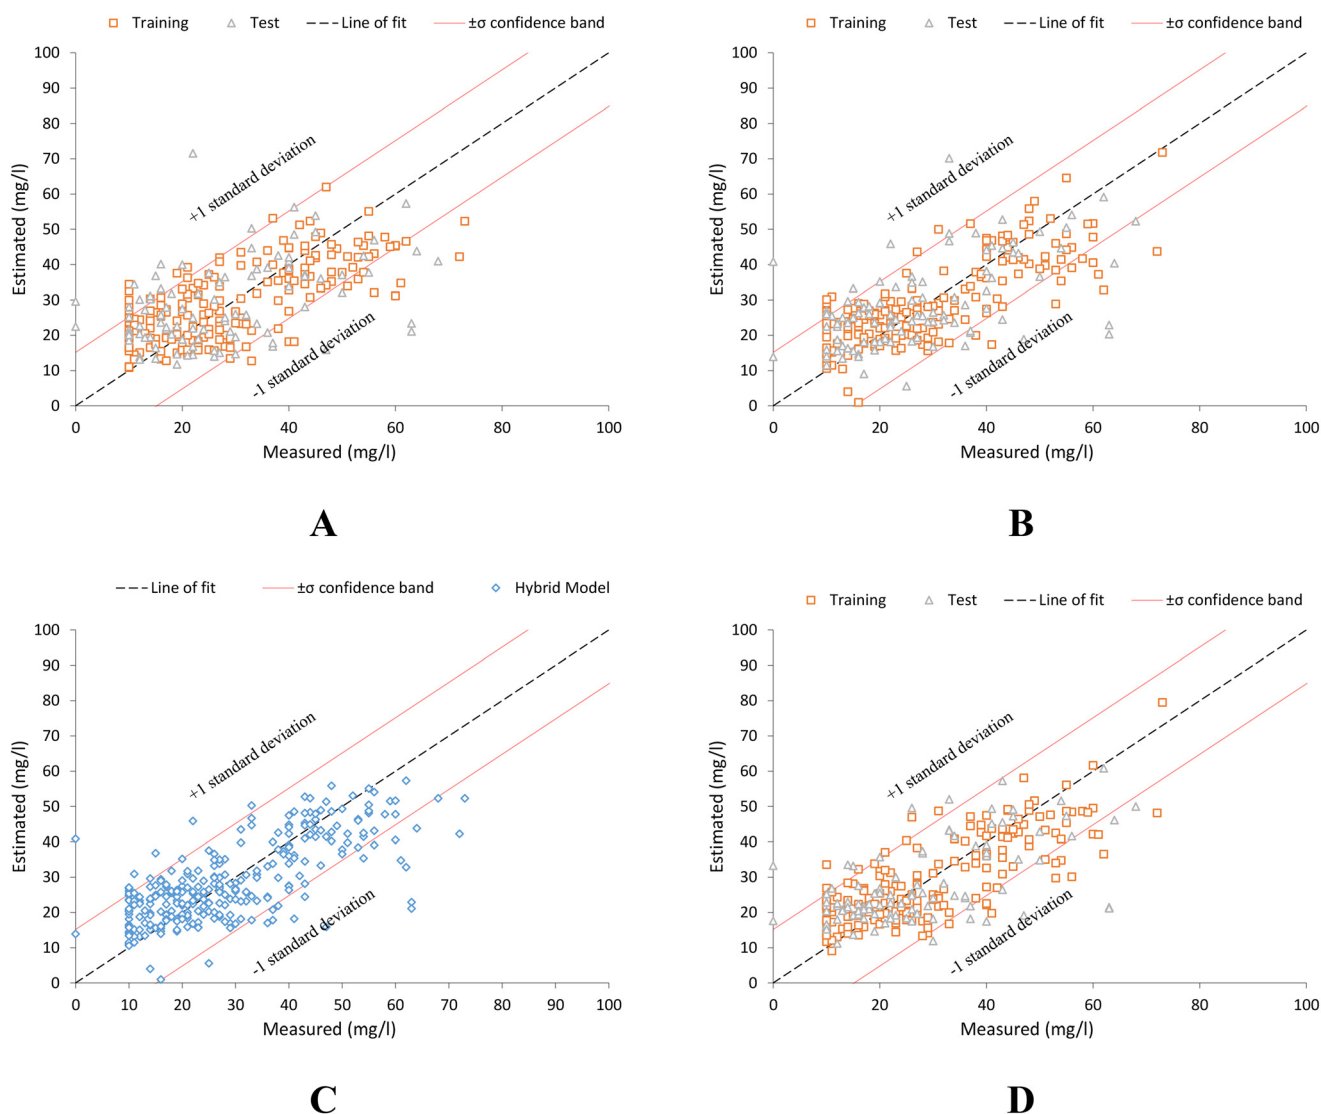 Training Test Line of fit ±σ confidence band
100
90
80
70
60
50
40
30
20
10
0
Estimated (mg/l)
+1 standard deviation
-1 standard deviation
0 20 40 60 80 100
Measured (mg/l)
A
Training Test Line of fit ±σ confidence band
100
90
80
70
60
50
40
30
20
10
0
Estimated (mg/l)
+1 standard deviation
-1 standard deviation
0 20 40 60 80 100
Measured (mg/l)
B
Line of fit ±σ confidence band Hybrid Model
100
90
80
70
60
50
40
30
20
10
0
Estimated (mg/l)
+1 standard deviation
-1 standard deviation
0 10 20 30 40 50 60 70 80 90 100
Measured (mg/l)
C
Training Test Line of fit ±σ confidence band
100
90
80
70
60
50
40
30
20
10
0
Estimated (mg/l)
+1 standard deviation
-1 standard deviation
0 20 40 60 80 100
Measured (mg/l)
D